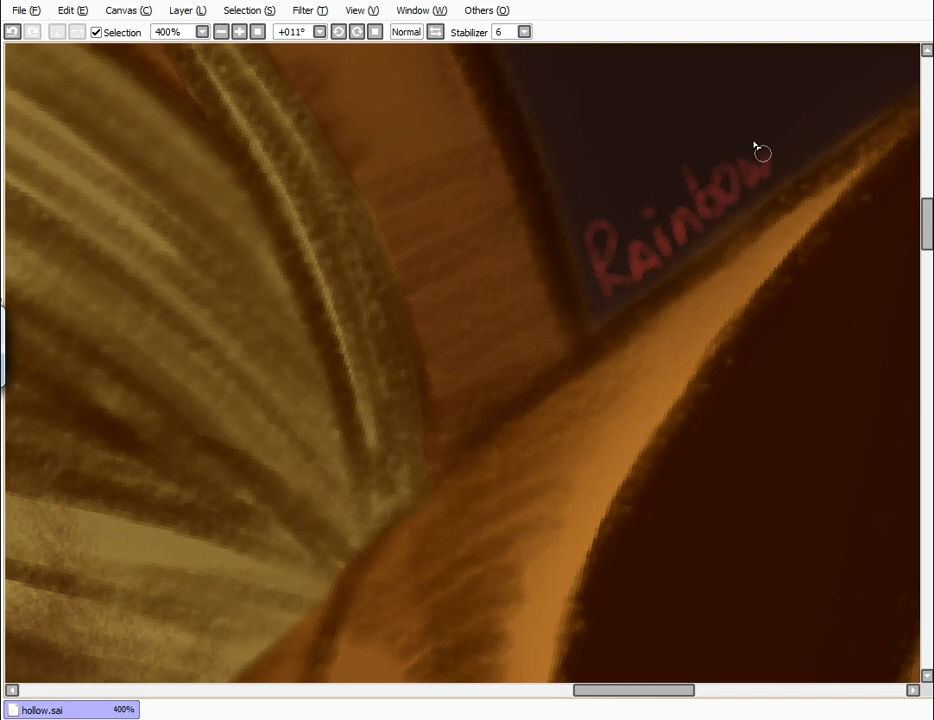 File (F) Edit (E) Canvas (C) Layer (L) Selection (S) Filter (T) View (V) Window (W) Others (O)
Selection 400% +011° Normal Stabilizer 6
Rainbow
hollow.sai 400%